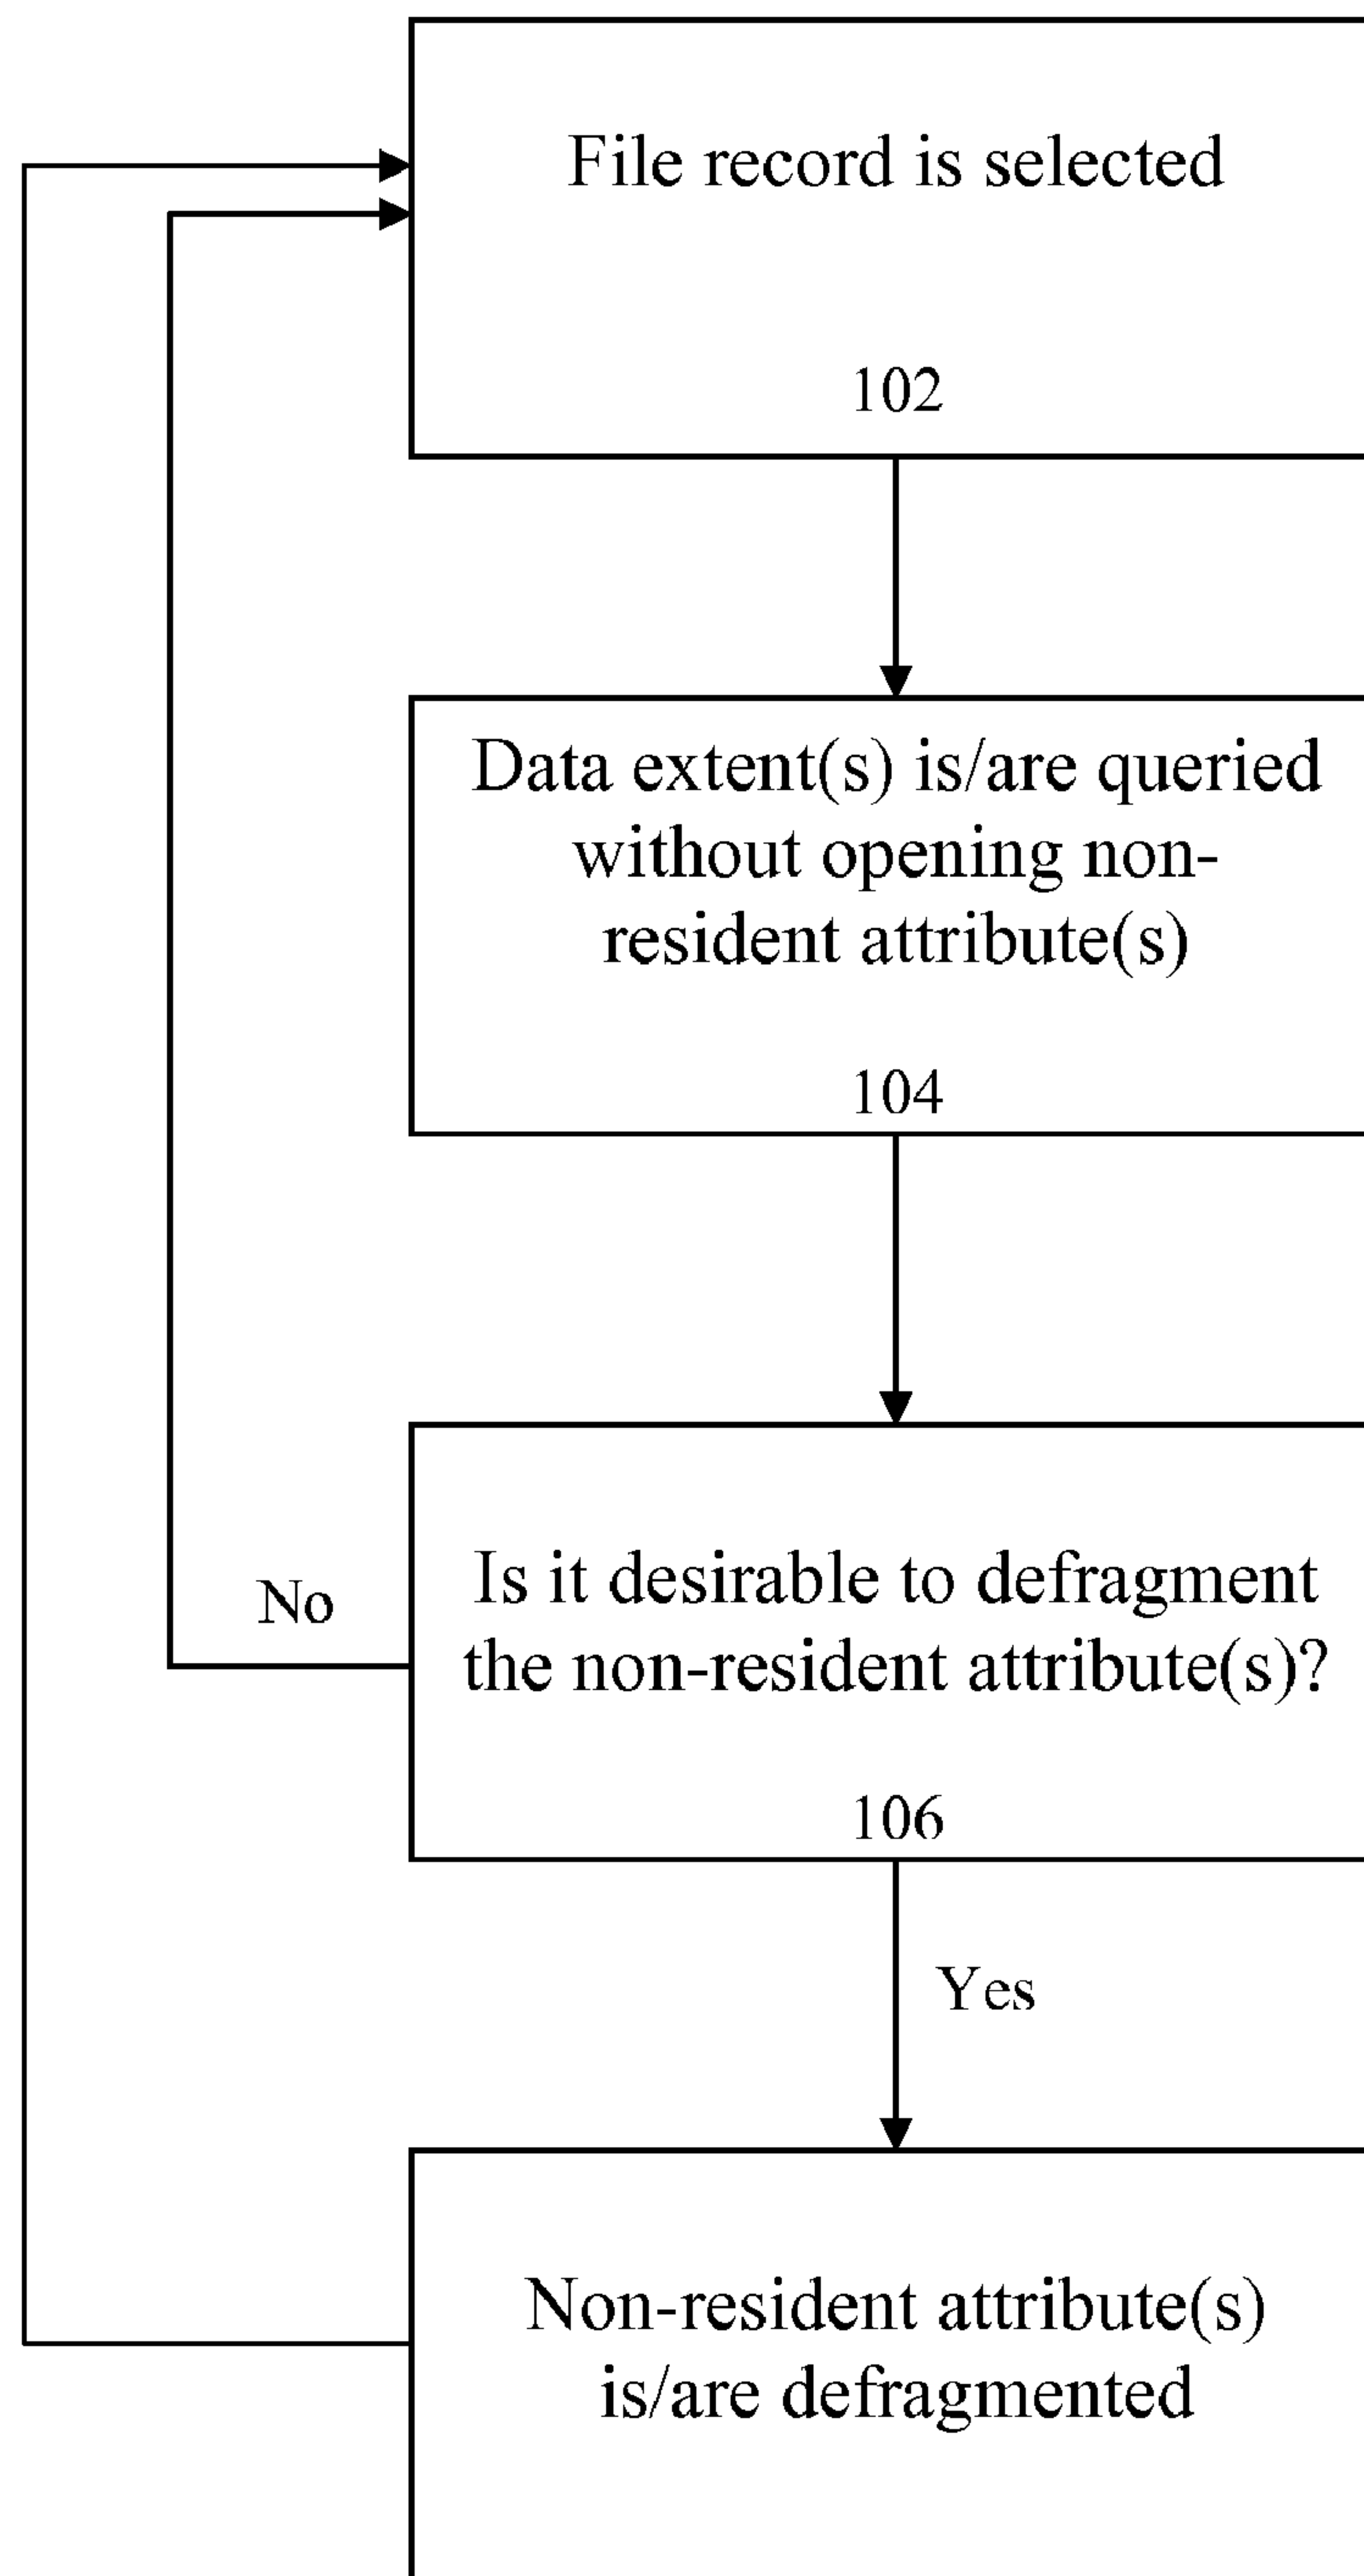 File record is selected
102
Data extent(s) is/are queried
without opening non-
resident attribute(s)
104
Is it desirable to defragment
the non-resident attribute(s)?
No
106
Yes
Non-resident attribute(s)
is/are defragmented